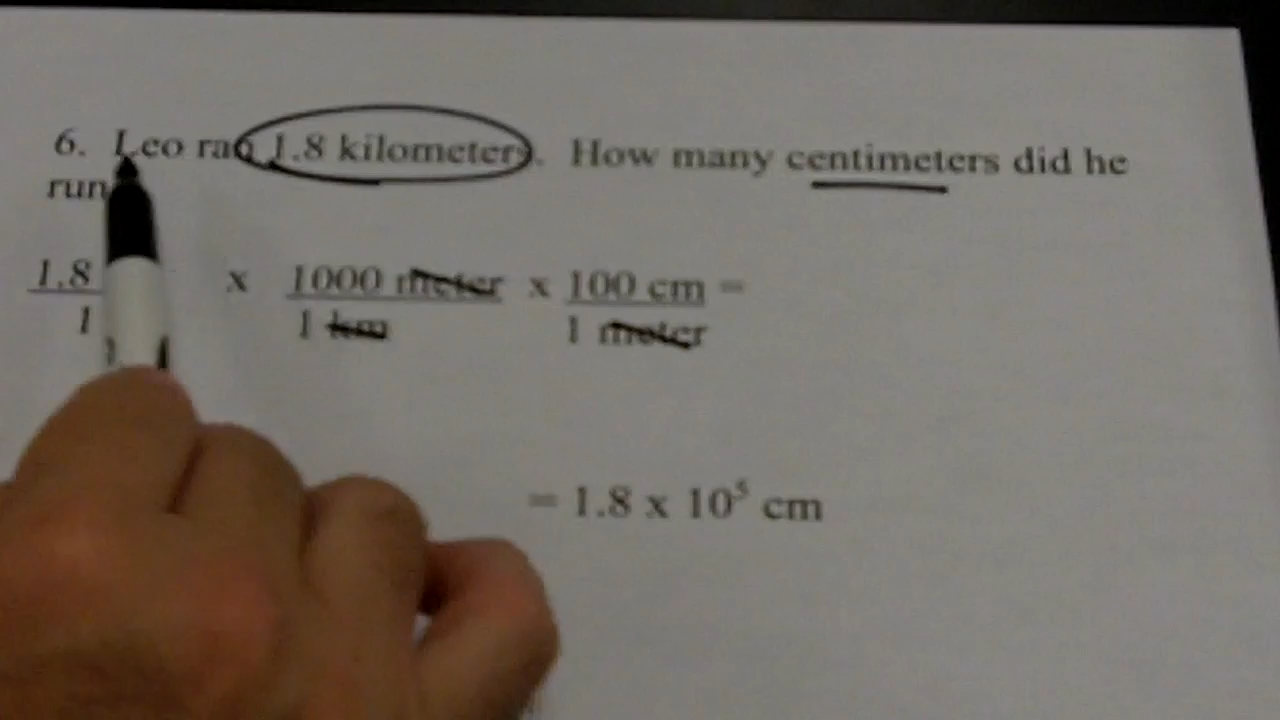 6. Leo ran 1.8 kilometers. How many centimeters did he
run
1.8 x 1000 meter x 100 cm =
1 1 km 1 meter
= 1.8 x 10⁵ cm